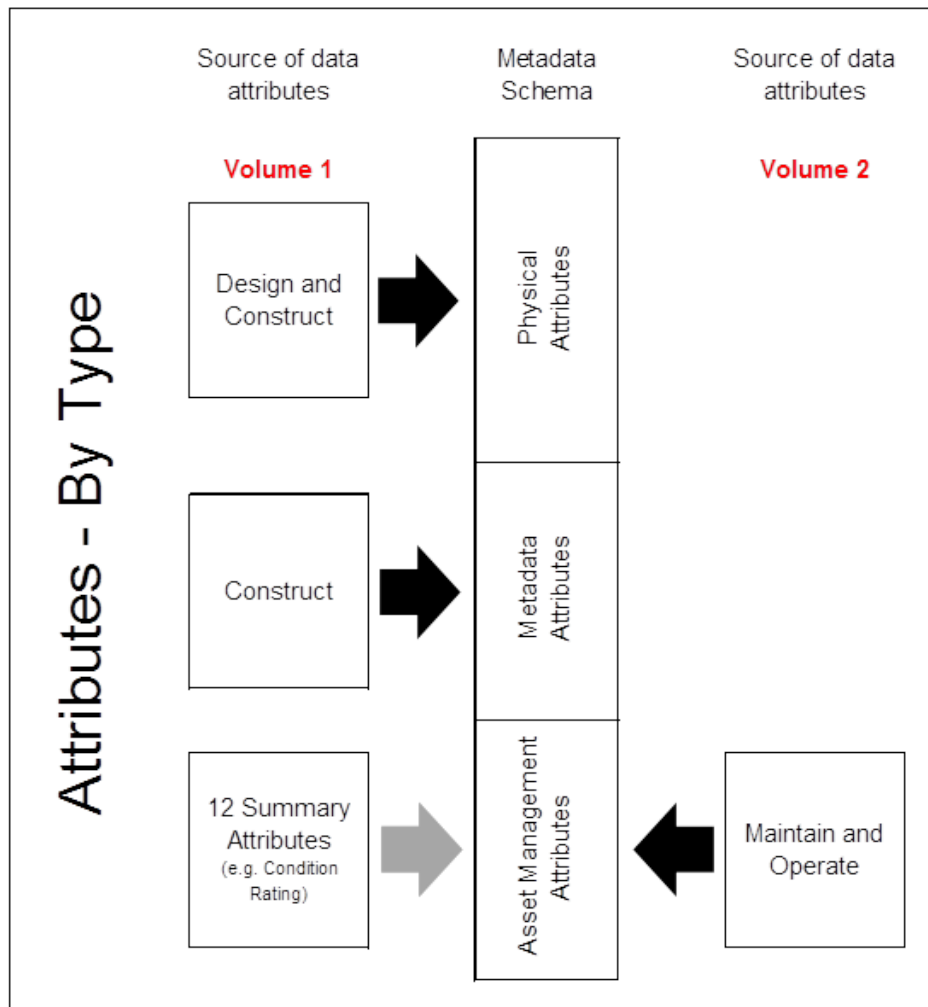 Source of data
attributes
Metadata
Schema
Source of data
attributes
Volume 1
Volume 2
Attributes - By Type
Design and
Construct
Physical
Attributes
Construct
Metadada
Attributes
12 Summary
Attributes
(e.g. Condition
Rating)
Asset Management
Attributes
Maintain and
Operate